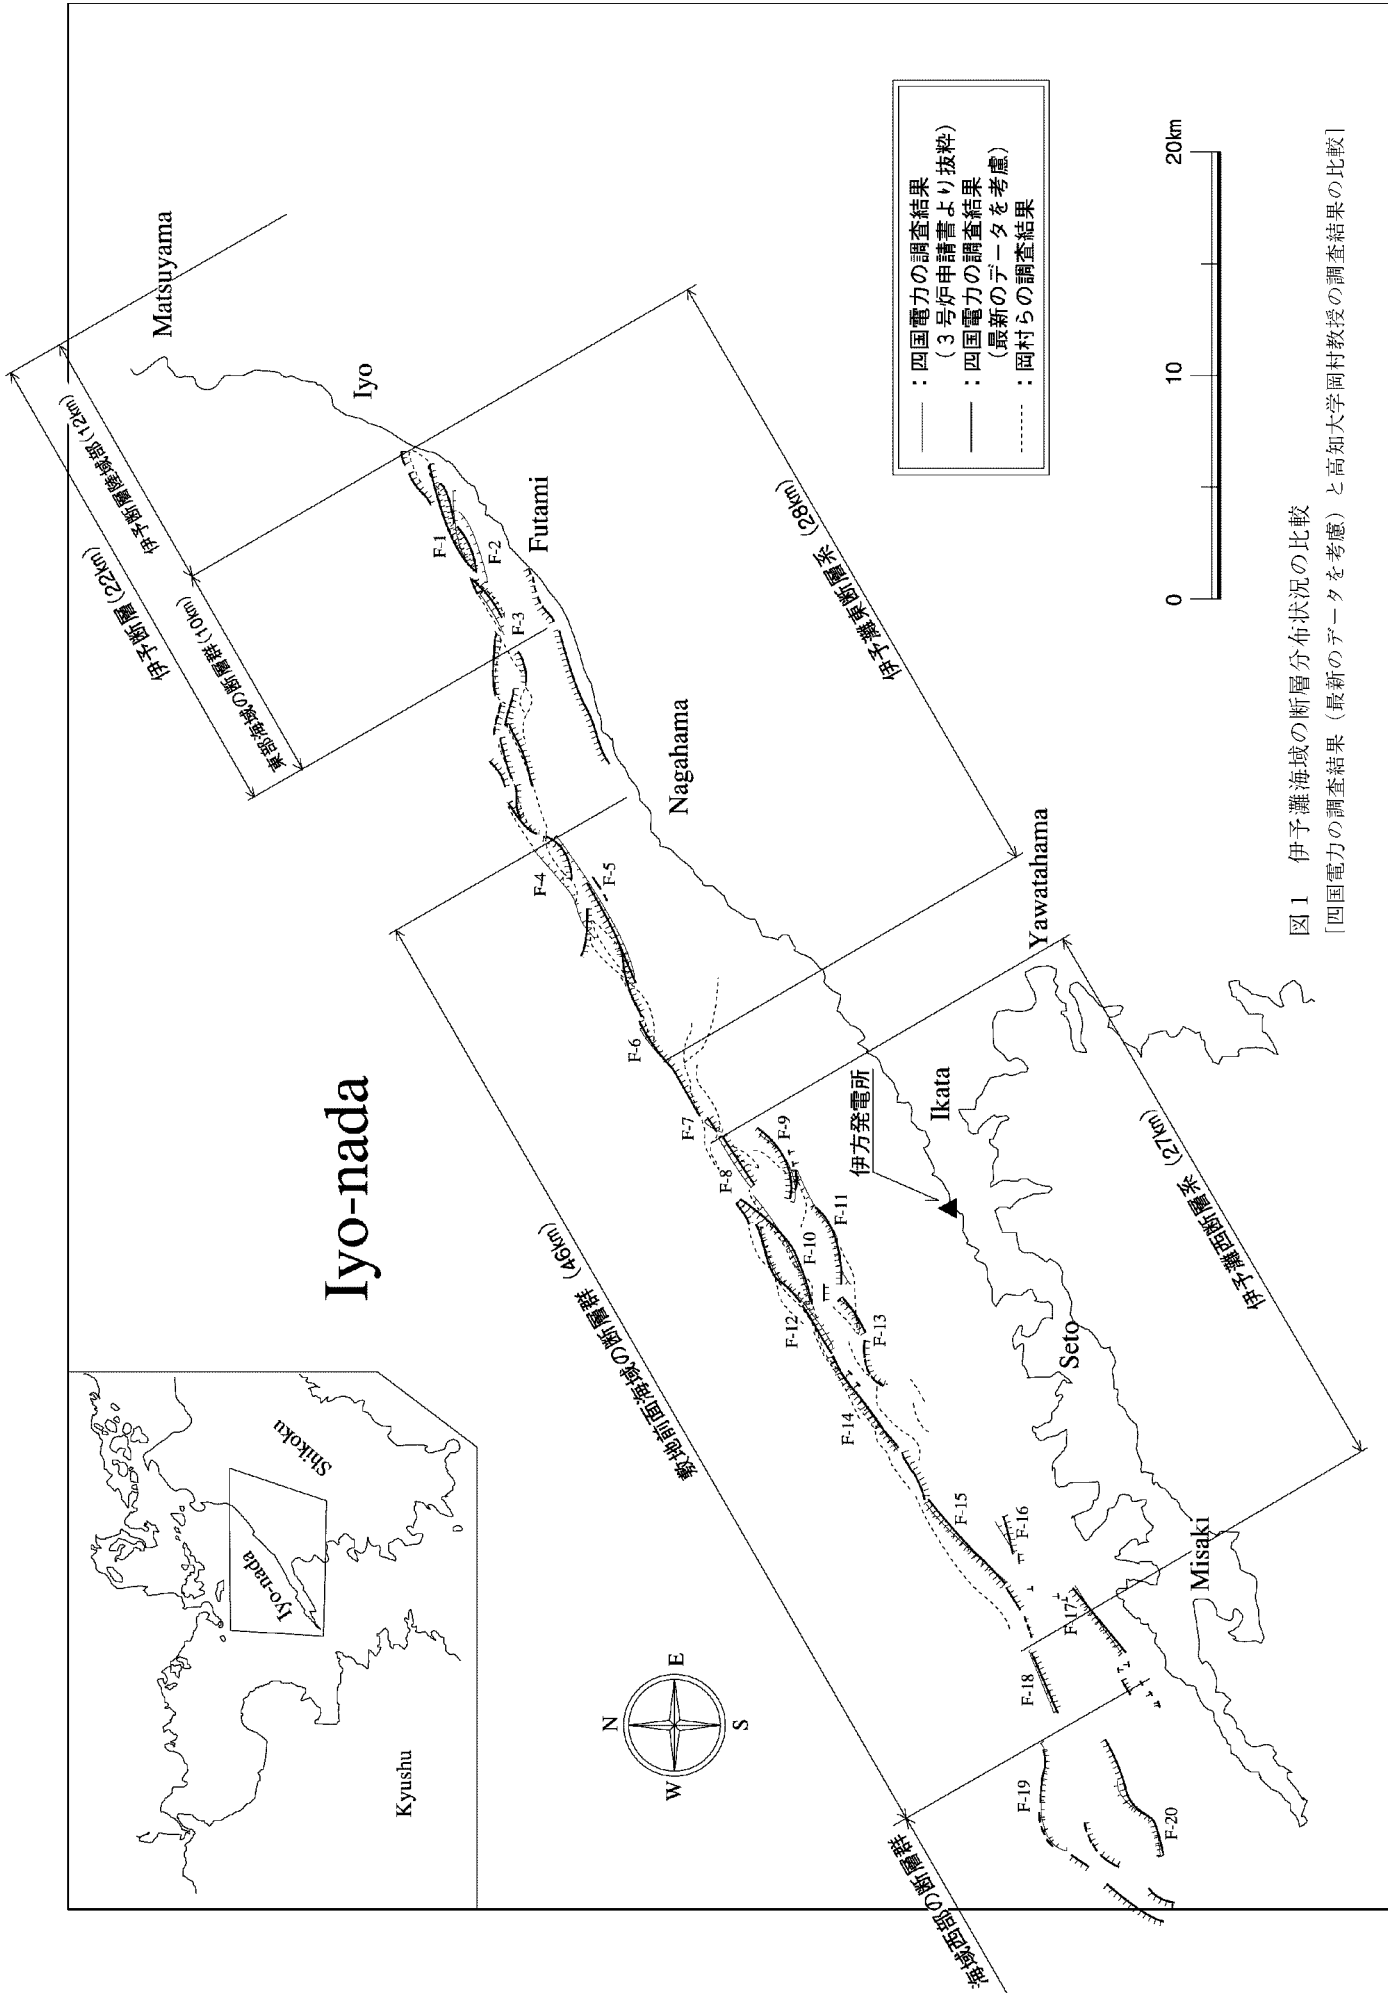 Matsuyama
Iyo
Futami
Nagahama
Yawatahama
Ikata
伊方発電所
Seto
Misaki
Iyo-nada
伊予断層(22km)
伊予断層陸域部(12km)
東部海域の断層群(10km)
伊予灘東断層系(28km)
敷地前面海域の断層群(46km)
伊予灘西断層系(27km)
海域西部の断層群
F-1
F-2
F-3
F-4
F-5
F-6
F-7
F-8
F-9
F-10
F-11
F-12
F-13
F-14
F-15
F-16
F-17
F-18
F-19
F-20
Shikoku
Iyo-nada
Kyushu
N
E
S
W
:四国電力の調査結果
(3号炉申請書より抜粋)
:四国電力の調査結果
(最新のデータを考慮)
:岡村らの調査結果
0 10 20km
図1 伊予灘海域の断層分布状況の比較
[四国電力の調査結果(最新のデータを考慮)と高知大学岡村教授の調査結果の比較]